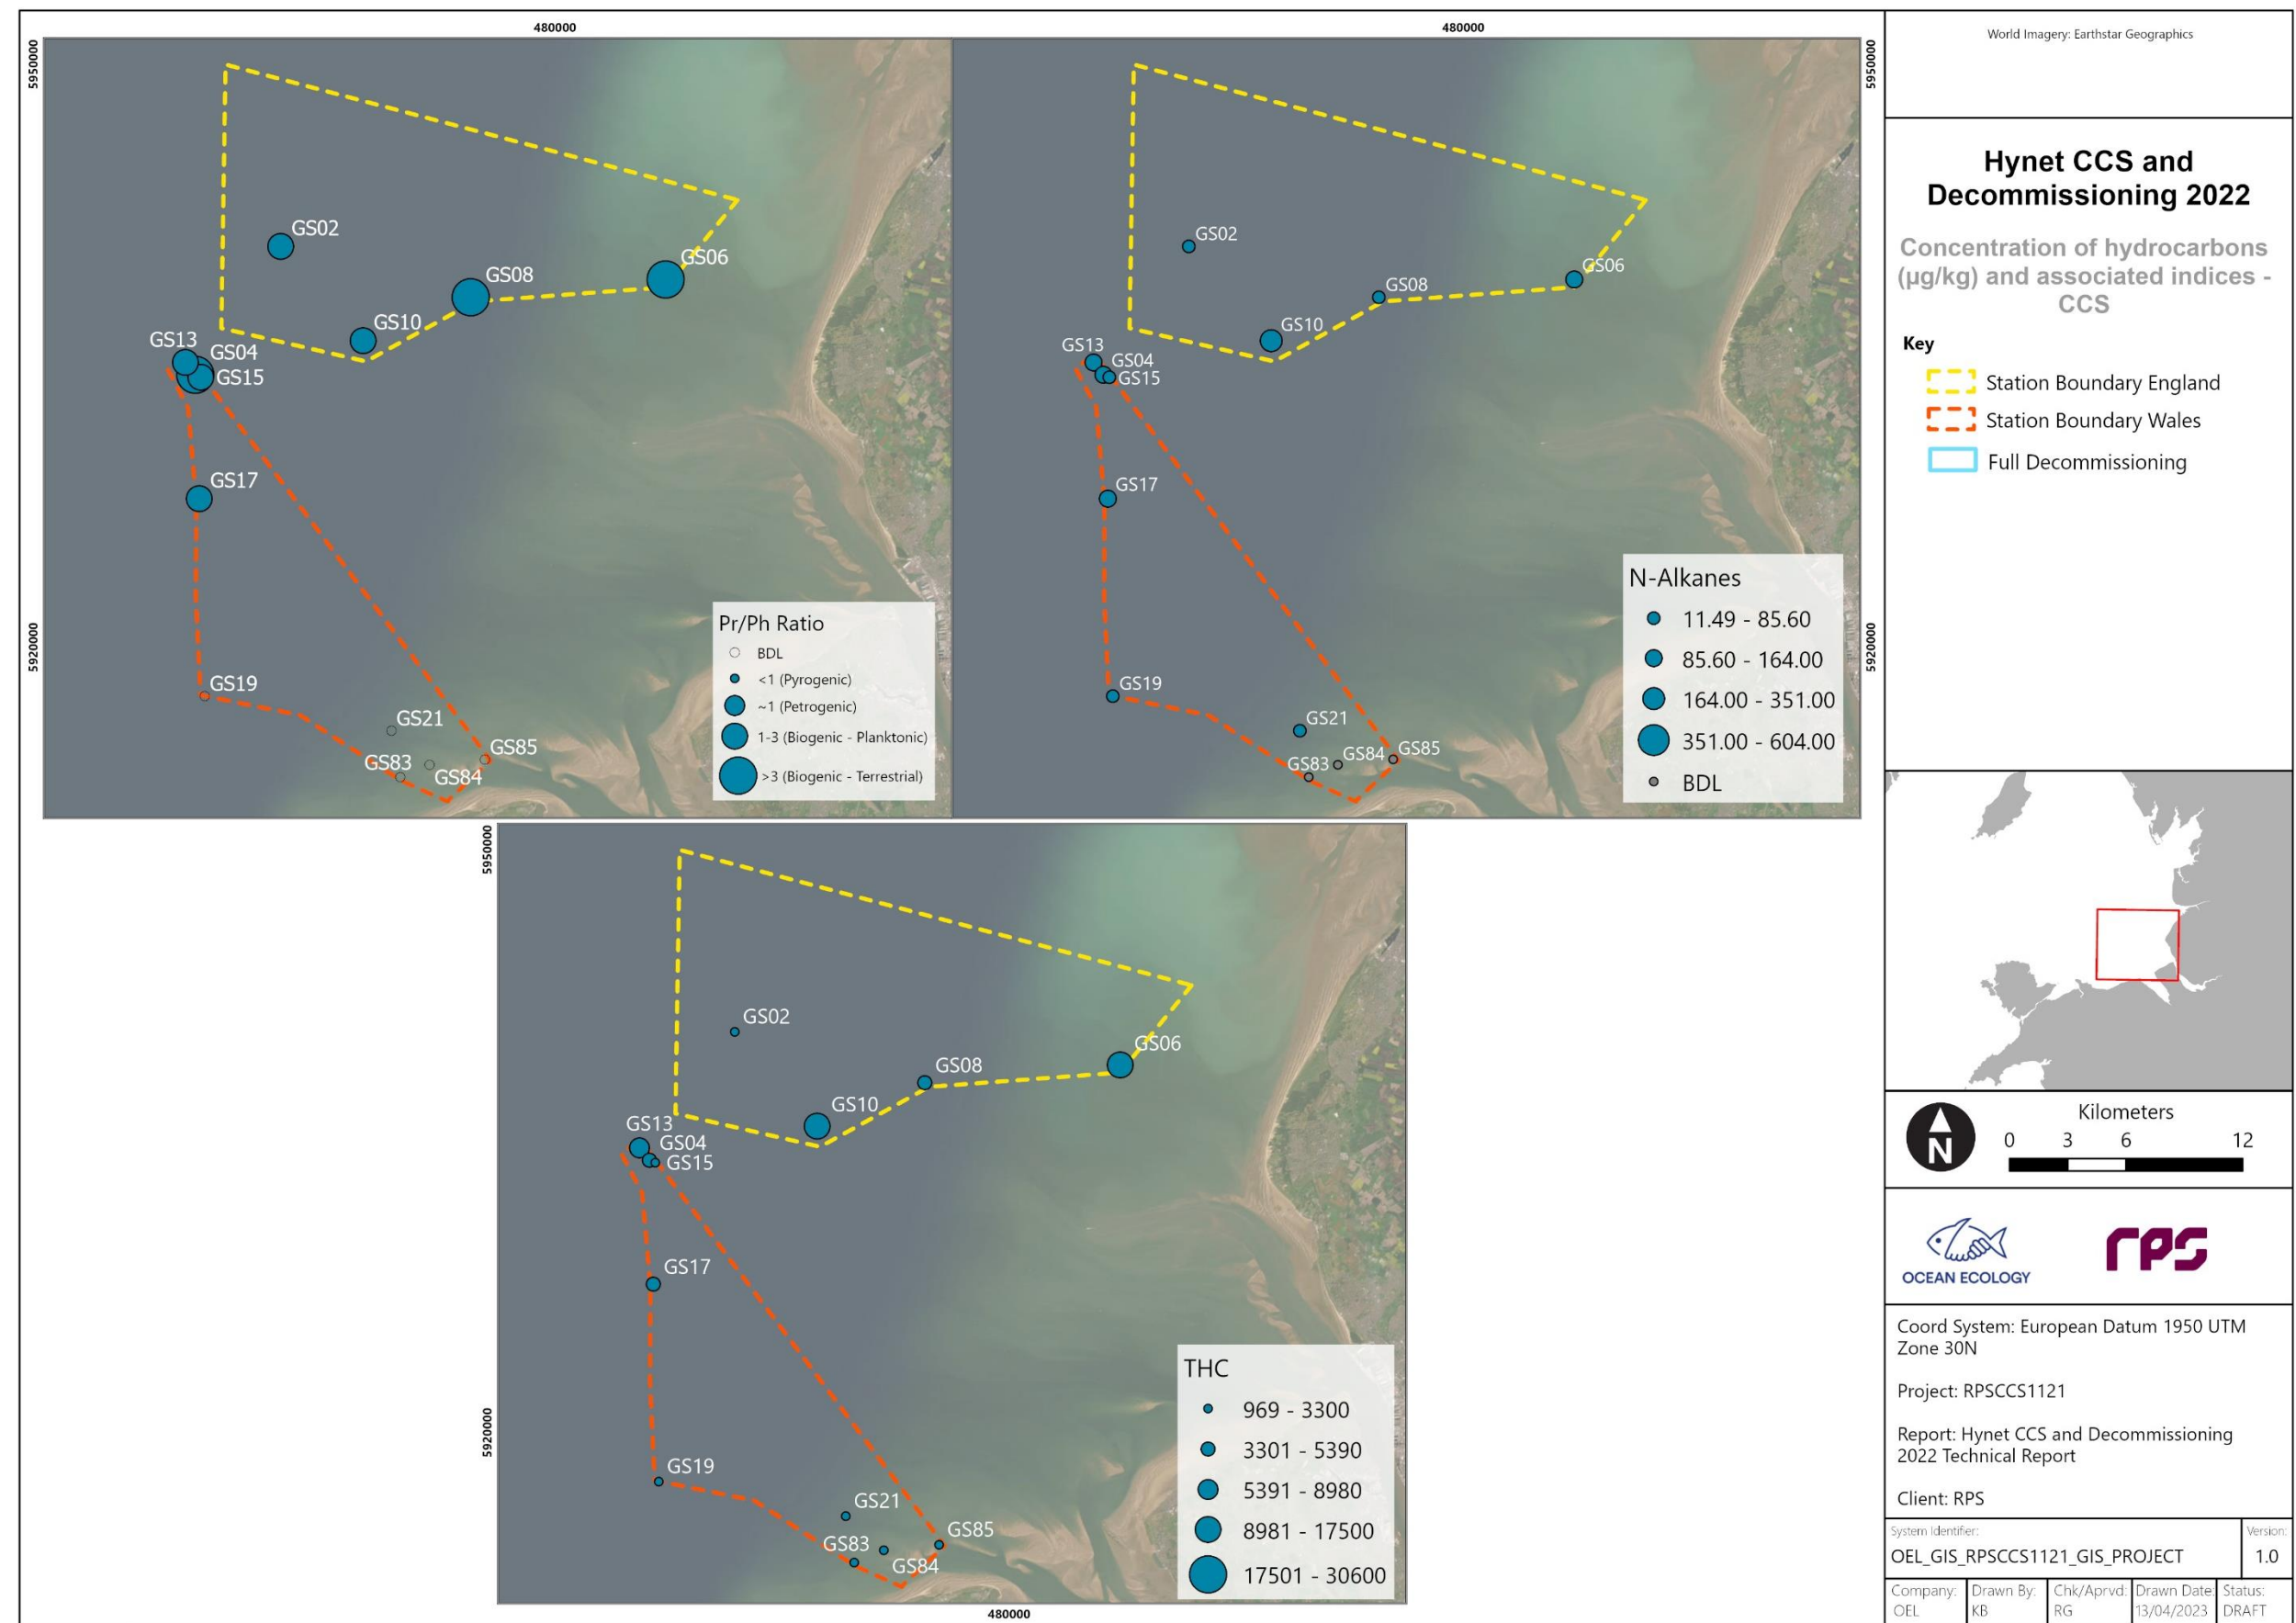 480000
480000
5950000
5950000
GS02
GS06
GS08
GS10
GS13
GS04
GS15
GS17
GS19
GS21
GS83
GS84
GS85
Pr/Ph Ratio
BDL
<1 (Pyrogenic)
~1 (Petrogenic)
1-3 (Biogenic - Planktonic)
>3 (Biogenic - Terrestrial)
5920000
GS02
GS06
GS08
GS10
GS13
GS04
GS15
GS17
GS19
GS21
GS83
GS84
GS85
N-Alkanes
11.49 - 85.60
85.60 - 164.00
164.00 - 351.00
351.00 - 604.00
BDL
5920000
5950000
GS02
GS06
GS08
GS10
GS13
GS04
GS15
GS17
GS19
GS21
GS83
GS84
GS85
THC
969 - 3300
3301 - 5390
5391 - 8980
8981 - 17500
17501 - 30600
5920000
480000
World Imagery: Earthstar Geographics
Hynet CCS and
Decommissioning 2022
Concentration of hydrocarbons
(µg/kg) and associated indices -
CCS
Key
Station Boundary England
Station Boundary Wales
Full Decommissioning
N
Kilometers
0 3 6 12
OCEAN ECOLOGY
rps
Coord System: European Datum 1950 UTM
Zone 30N
Project: RPSCCS1121
Report: Hynet CCS and Decommissioning
2022 Technical Report
Client: RPS
System Identifier:
OEL_GIS_RPSCCS1121_GIS_PROJECT
Version:
1.0
Company:
OEL
Drawn By:
KB
Chk/Aprvd:
RG
Drawn Date:
13/04/2023
Status:
DRAFT